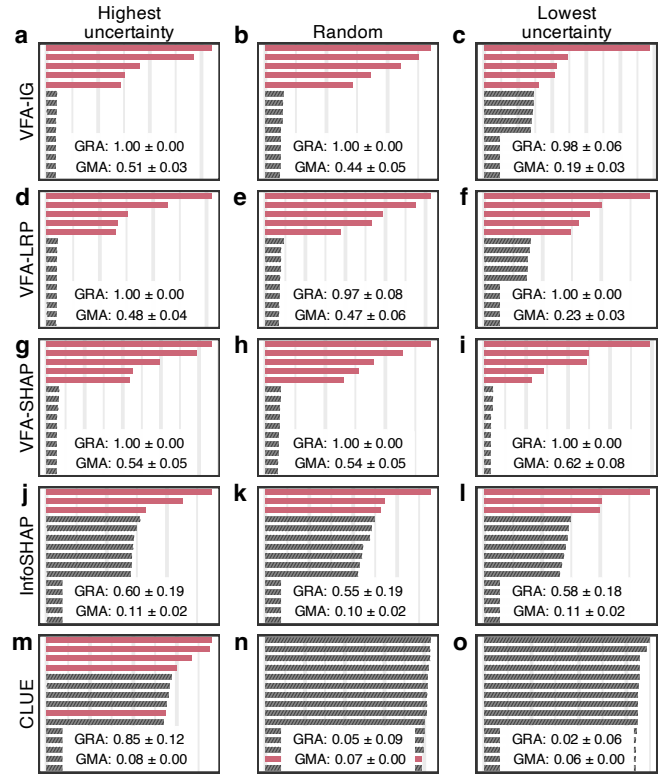 Highest uncertainty
Random
Lowest uncertainty
a
b
c
VFA-IG
GRA: 1.00 ± 0.00
GMA: 0.51 ± 0.03
GRA: 1.00 ± 0.00
GMA: 0.44 ± 0.05
GRA: 0.98 ± 0.06
GMA: 0.19 ± 0.03
d
e
f
VFA-LRP
GRA: 1.00 ± 0.00
GMA: 0.48 ± 0.04
GRA: 0.97 ± 0.08
GMA: 0.47 ± 0.06
GRA: 1.00 ± 0.00
GMA: 0.23 ± 0.03
g
h
i
VFA-SHAP
GRA: 1.00 ± 0.00
GMA: 0.54 ± 0.05
GRA: 1.00 ± 0.00
GMA: 0.54 ± 0.05
GRA: 1.00 ± 0.00
GMA: 0.62 ± 0.08
j
k
l
InfoSHAP
GRA: 0.60 ± 0.19
GMA: 0.11 ± 0.02
GRA: 0.55 ± 0.19
GMA: 0.10 ± 0.02
GRA: 0.58 ± 0.18
GMA: 0.11 ± 0.02
m
n
o
CLUE
GRA: 0.85 ± 0.12
GMA: 0.08 ± 0.00
GRA: 0.05 ± 0.09
GMA: 0.07 ± 0.00
GRA: 0.02 ± 0.06
GMA: 0.06 ± 0.00